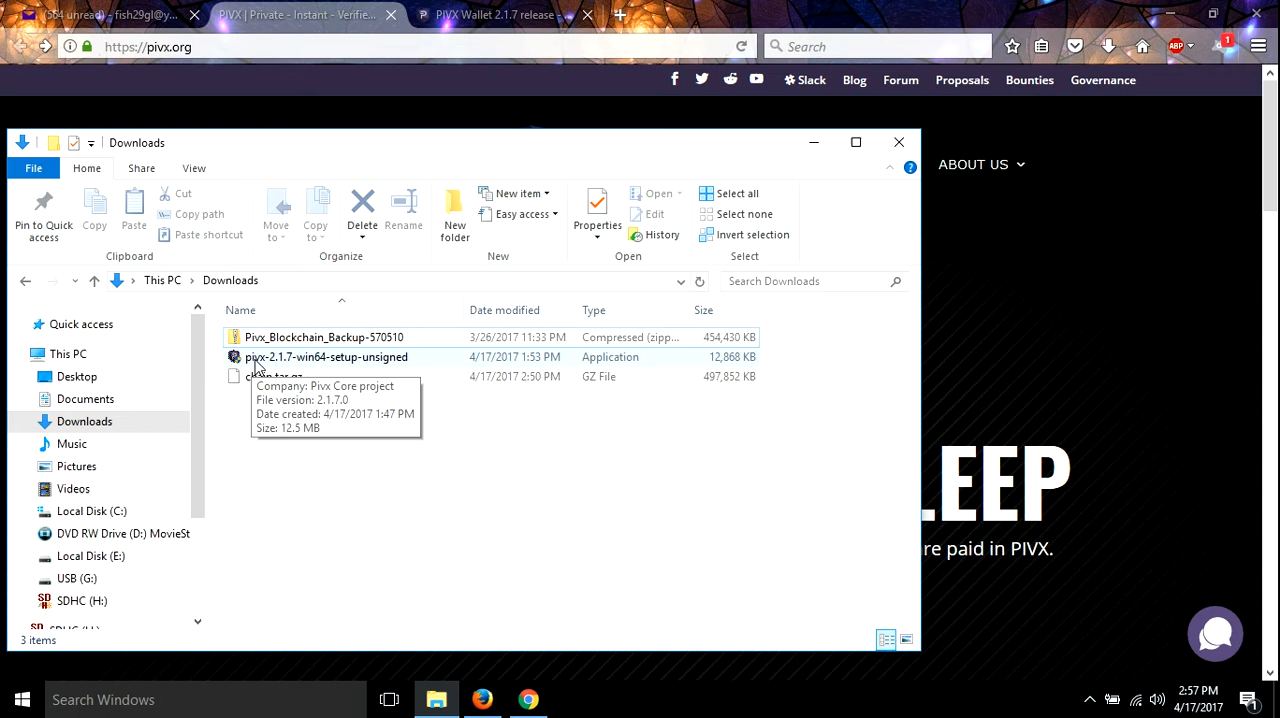 (564 unread) - fish29gl@y...
PIVX | Private - Instant - Verifie...
PIVX Wallet 2.1.7 release - ...
https://pivx.org
Search
ABP
1
Slack
Blog
Forum
Proposals
Bounties
Governance
ABOUT US
Downloads
File
Home
Share
View
Pin to Quick access
Copy
Paste
Cut
Copy path
Paste shortcut
Clipboard
Move to
Copy to
Delete
Rename
Organize
New folder
New item
Easy access
New
Properties
Open
Edit
History
Open
Select all
Select none
Invert selection
Select
This PC > Downloads
Search Downloads
Name Date modified Type Size
Pivx_Blockchain_Backup-570510 3/26/2017 11:33 PM Compressed (zipp... 454,430 KB
pivx-2.1.7-win64-setup-unsigned 4/17/2017 1:53 PM Application 12,868 KB
4/17/2017 2:50 PM GZ File 497,852 KB
Company: Pivx Core project
File version: 2.1.7.0
Date created: 4/17/2017 1:47 PM
Size: 12.5 MB
Quick access
This PC
Desktop
Documents
Downloads
Music
Pictures
Videos
Local Disk (C:)
DVD RW Drive (D:) MovieSt
Local Disk (E:)
USB (G:)
SDHC (H:)
3 items
LEEP
re paid in PIVX.
Search Windows
2:57 PM
4/17/2017
1